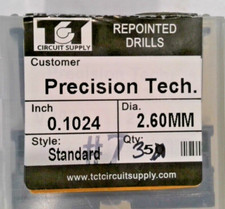 TCT
CIRCUIT SUPPLY
REPOINTED
DRILLS
Customer
Precision Tech.
Inch
Dia.
0.1024
2.60MM
Style:
Qty:
Standard
#7
35
www.tctcircuitsupply.com